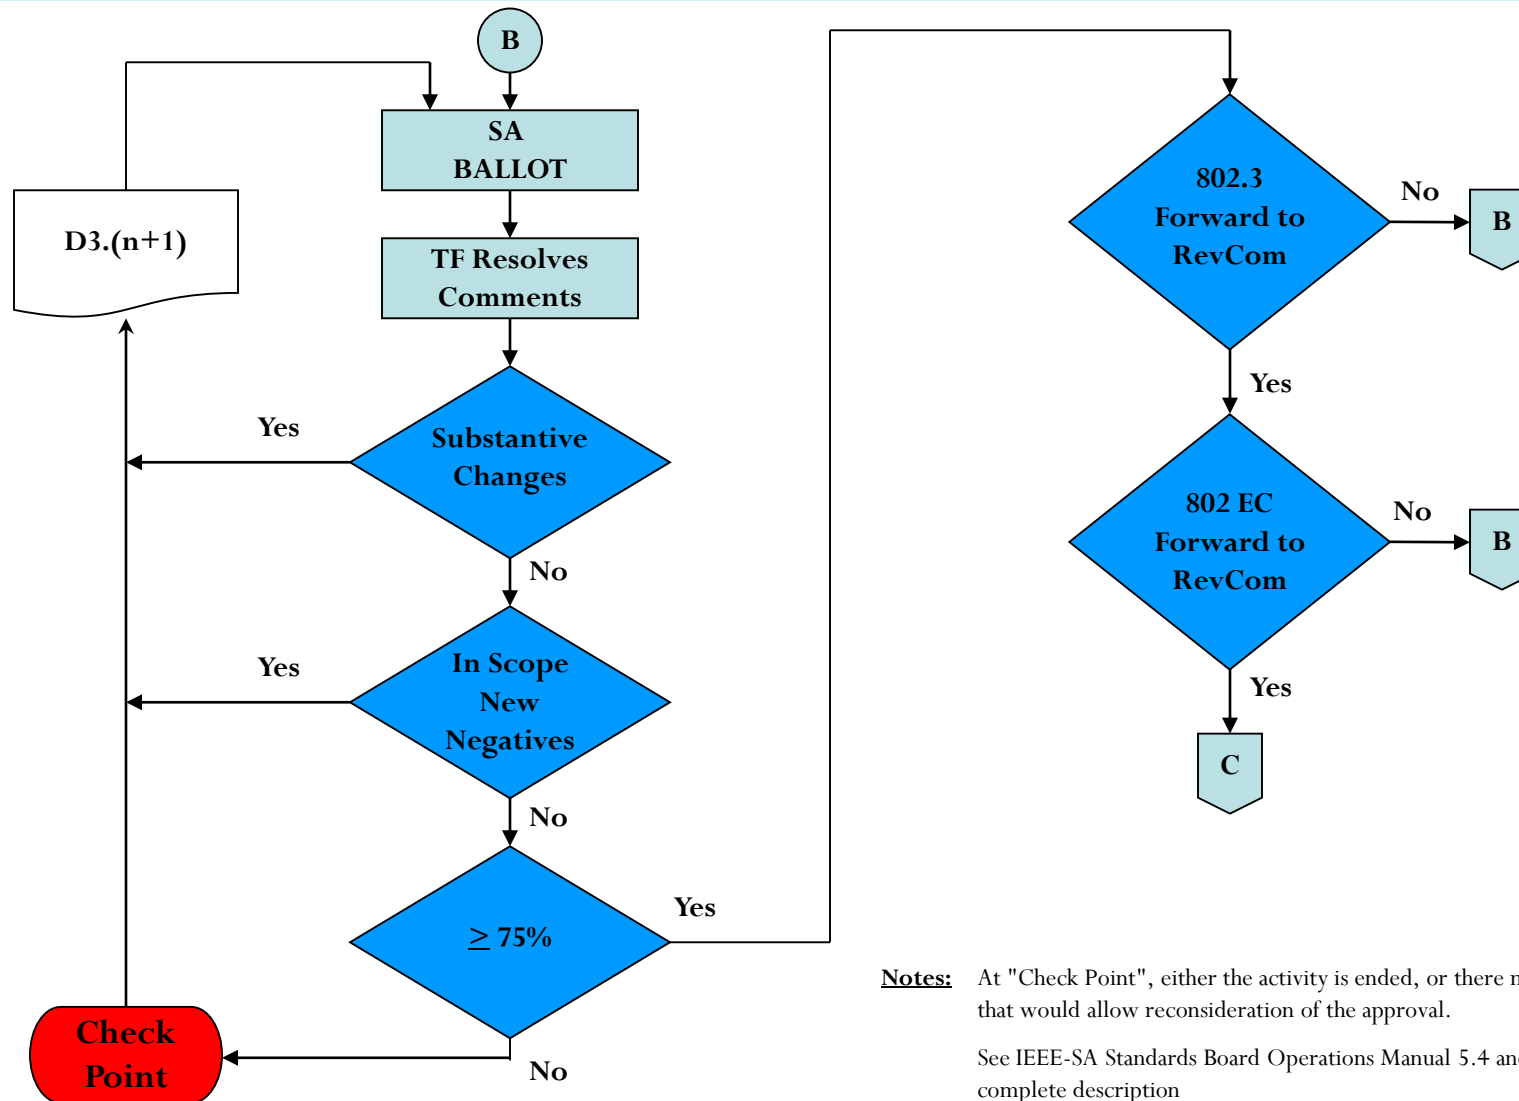 B
SA
BALLOT
TF Resolves
Comments
D3.(n+1)
Substantive
Changes
Yes
No
In Scope
New
Negatives
Yes
No
≥ 75%
Yes
No
Check
Point
802.3
Forward to
RevCom
No
B
Yes
802 EC
Forward to
RevCom
No
B
Yes
C
Notes: At "Check Point", either the activity is ended, or there
that would allow reconsideration of the approval.
See IEEE-SA Standards Board Operations Manual 5.4 and
complete description